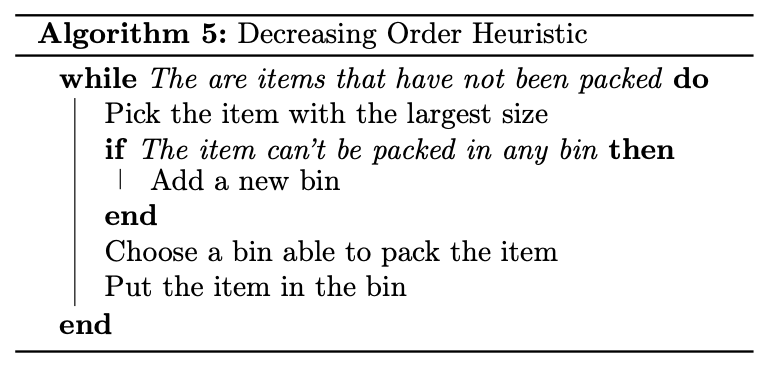 Algorithm 5: Decreasing Order Heuristic
while The are items that have not been packed do
Pick the item with the largest size
if The item can't be packed in any bin then
Add a new bin
end
Choose a bin able to pack the item
Put the item in the bin
end